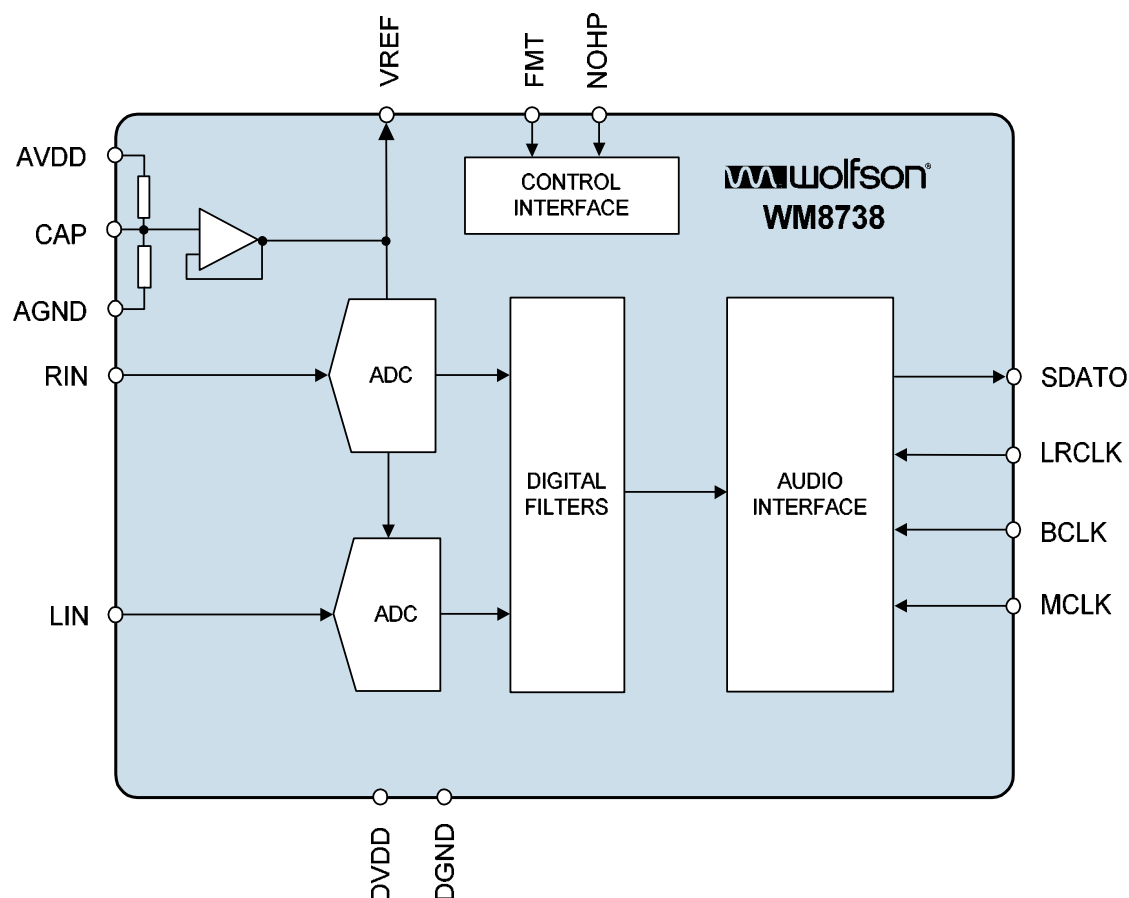 VREF
FMT
NOHP
AVDD
CAP
AGND
RIN
LIN
CONTROL
INTERFACE
wolfson®
WM8738
ADC
ADC
DIGITAL
FILTERS
AUDIO
INTERFACE
SDATO
LRCLK
BCLK
MCLK
DVDD
DGND